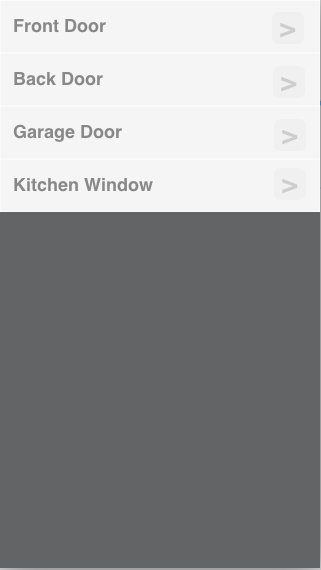 Front Door >
Back Door >
Garage Door >
Kitchen Window >